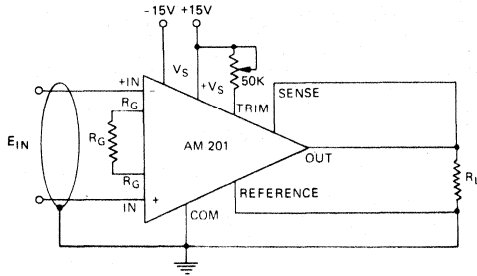 -15V +15V
VS
+VS
50K
TRIM
SENSE
+IN
−
RG
RG
EIN
AM 201
OUT
RL
RG
+
REFERENCE
IN
COM